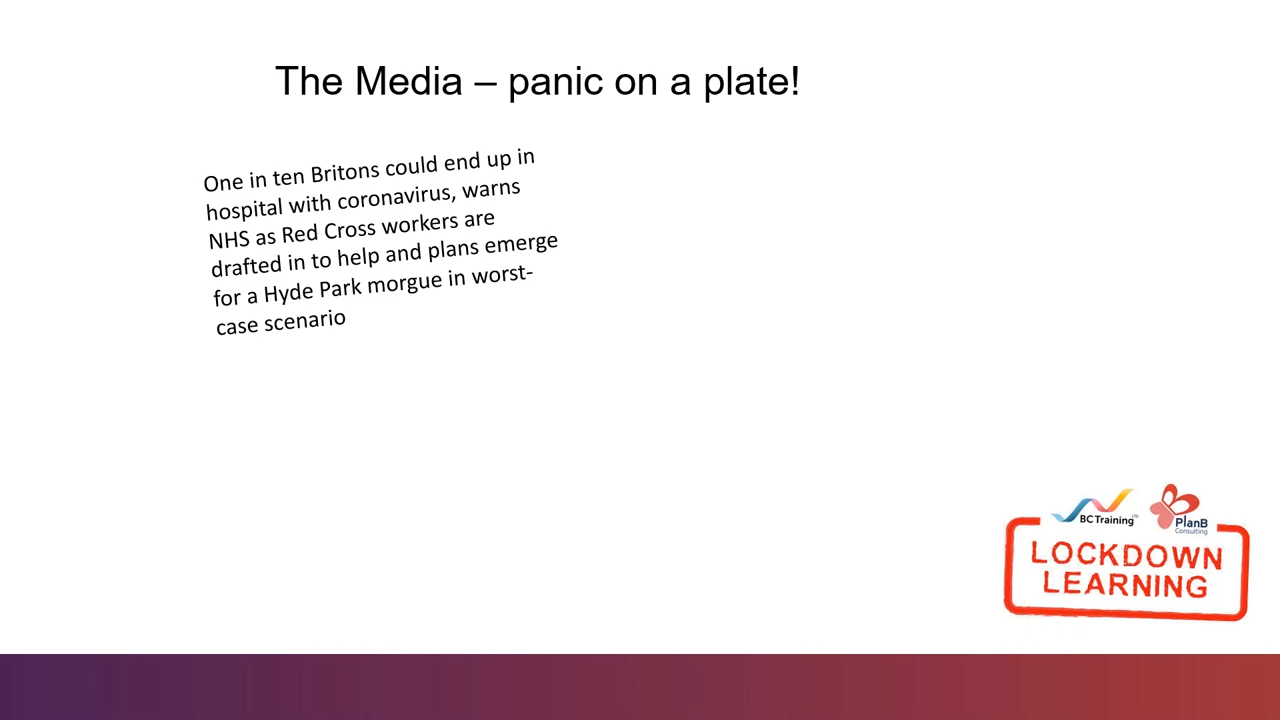 The Media – panic on a plate!
One in ten Britons could end up in
hospital with coronavirus, warns
NHS as Red Cross workers are
drafted in to help and plans emerge
for a Hyde Park morgue in worst-
case scenario
BC Training LTD
PlanB
Consulting
LOCKDOWN
LEARNING